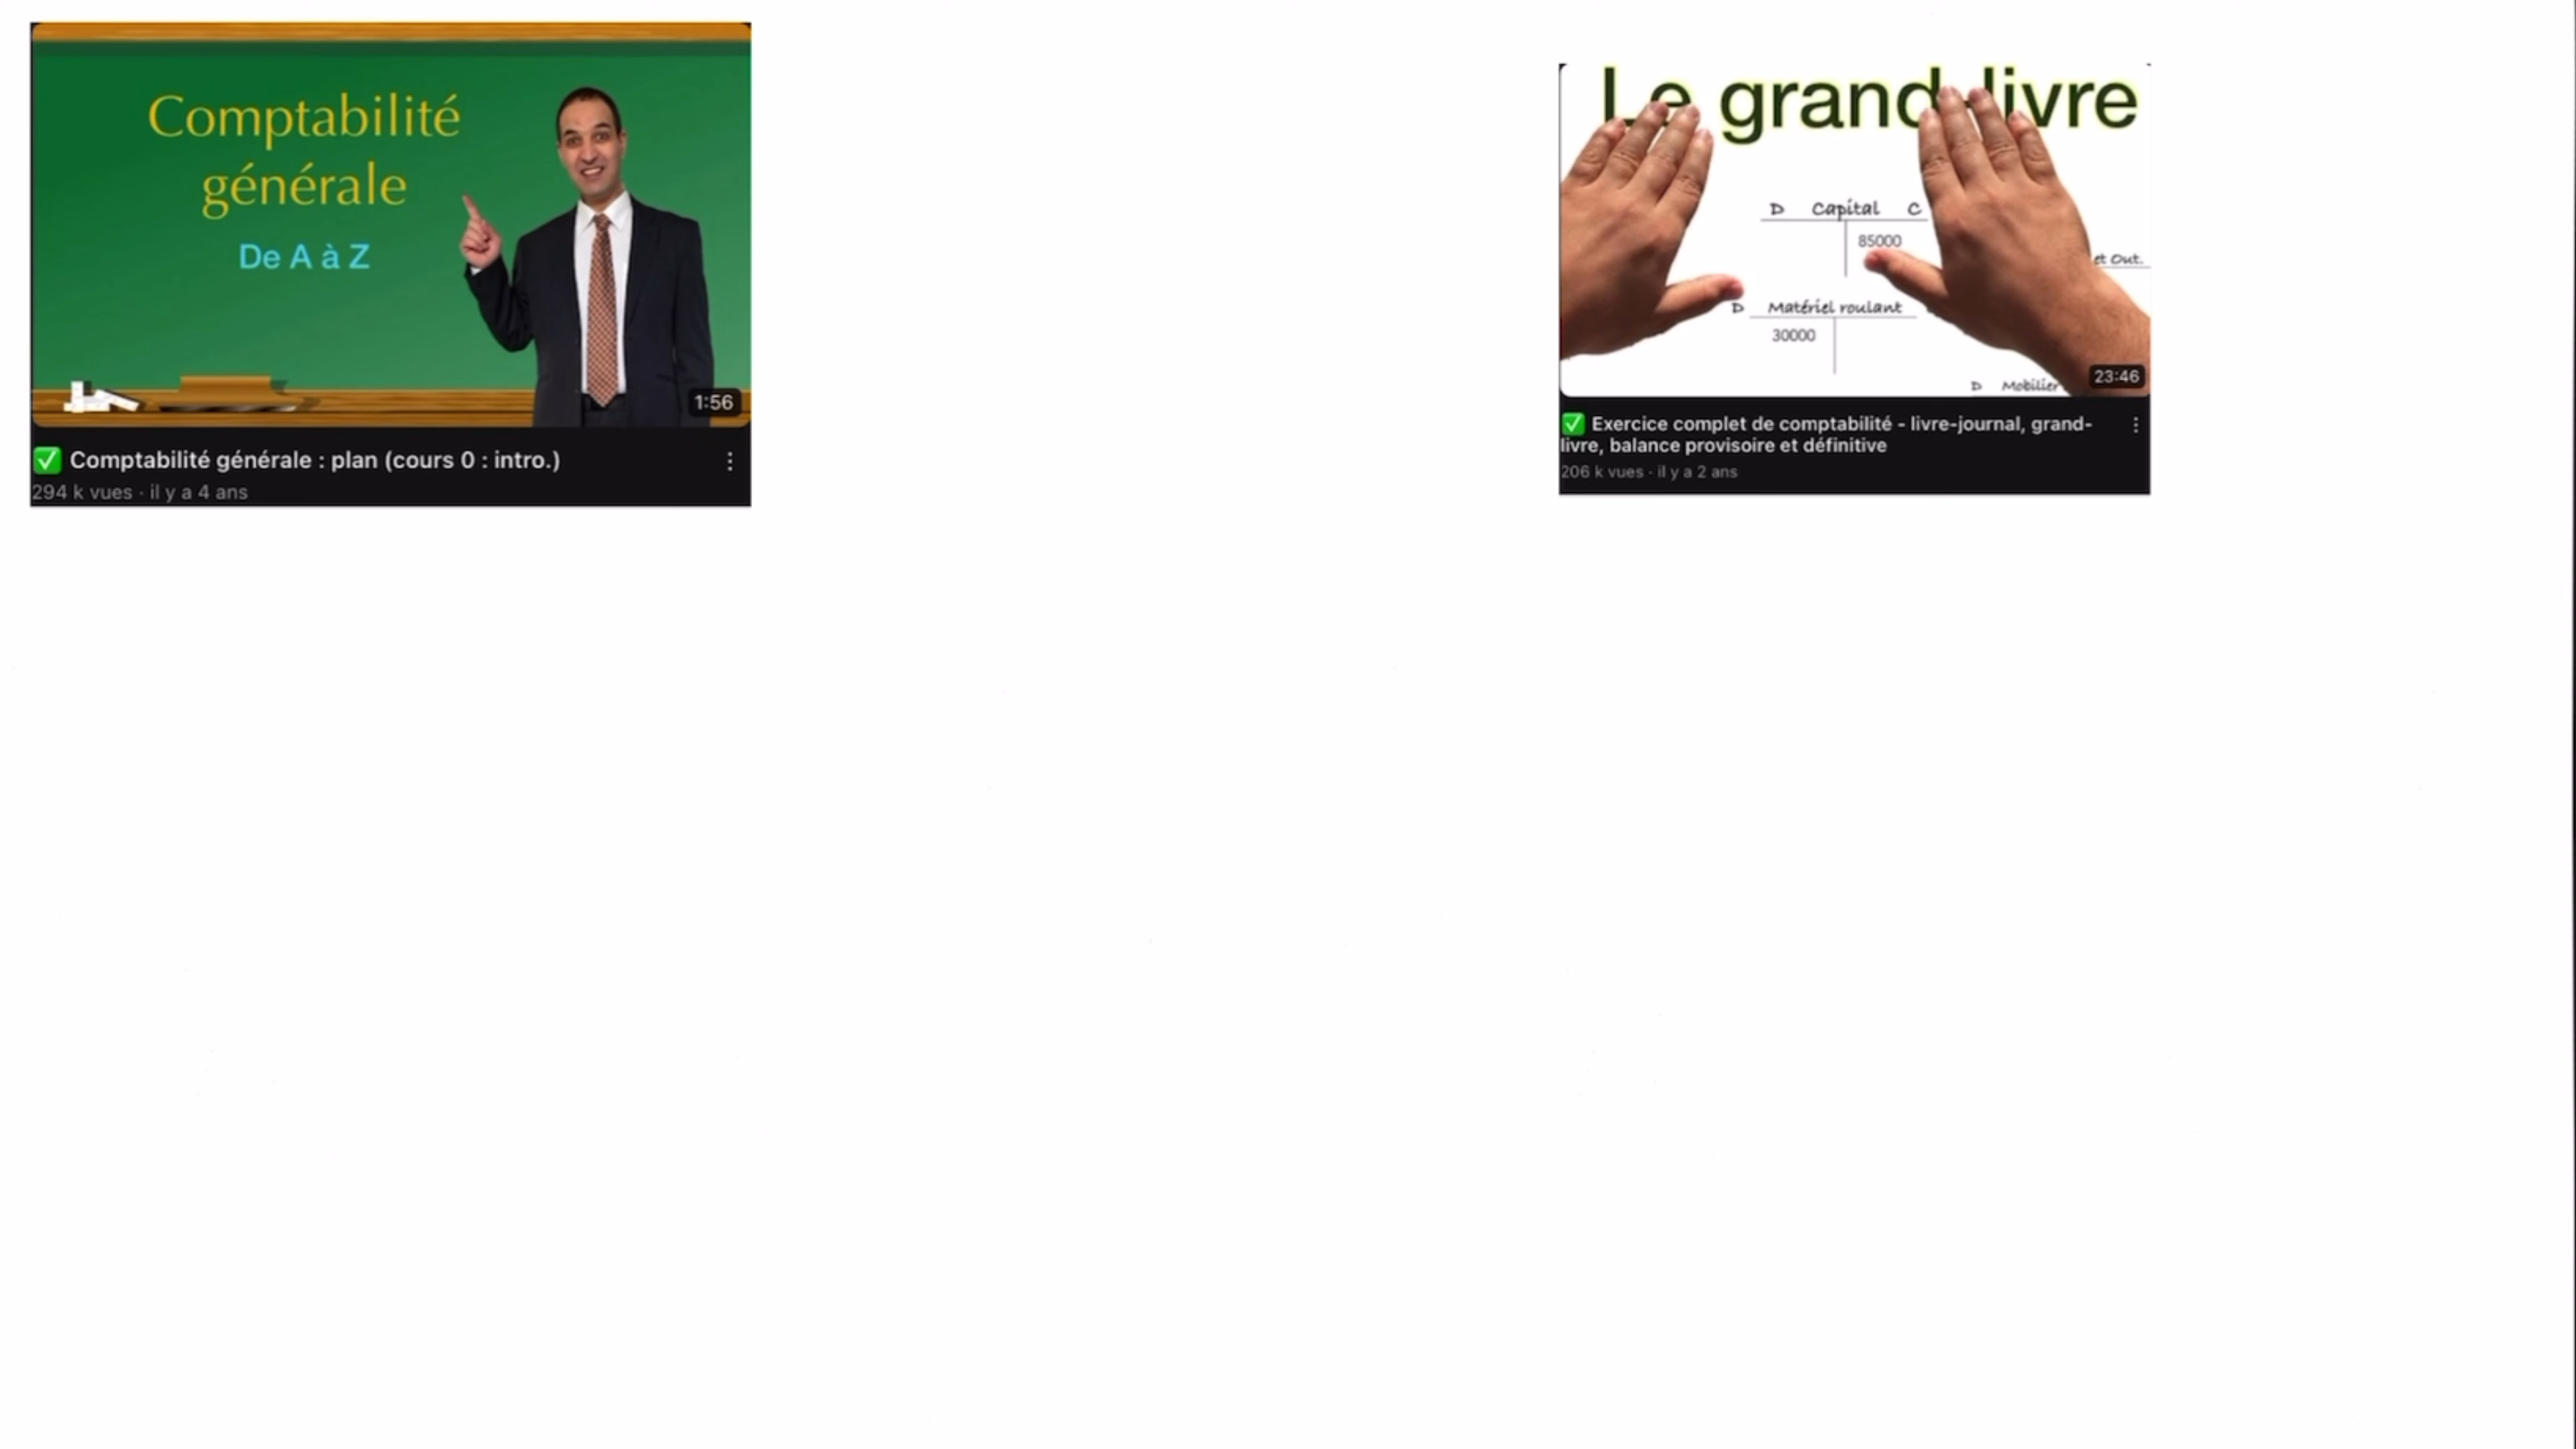 Comptabilité
générale
De A à Z
1:56
✅ Comptabilité générale : plan (cours 0 : intro.)
294 k vues · il y a 4 ans
Le grand-livre
D Capital C
85000
et Out.
D Matériel roulant
30000
D Mobilier
23:46
✅ Exercice complet de comptabilité - livre-journal, grand-
livre, balance provisoire et définitive
206 k vues · il y a 2 ans